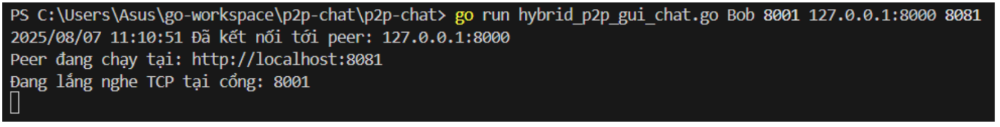 PS C:\Users\Asus\go-workspace\p2p-chat\p2p-chat> go run hybrid_p2p_gui_chat.go Bob 8001 127.0.0.1:8000 8081
2025/08/07 11:10:51 Đã kết nối tới peer: 127.0.0.1:8000
Peer đang chạy tại: http://localhost:8081
Đang lắng nghe TCP tại cổng: 8001